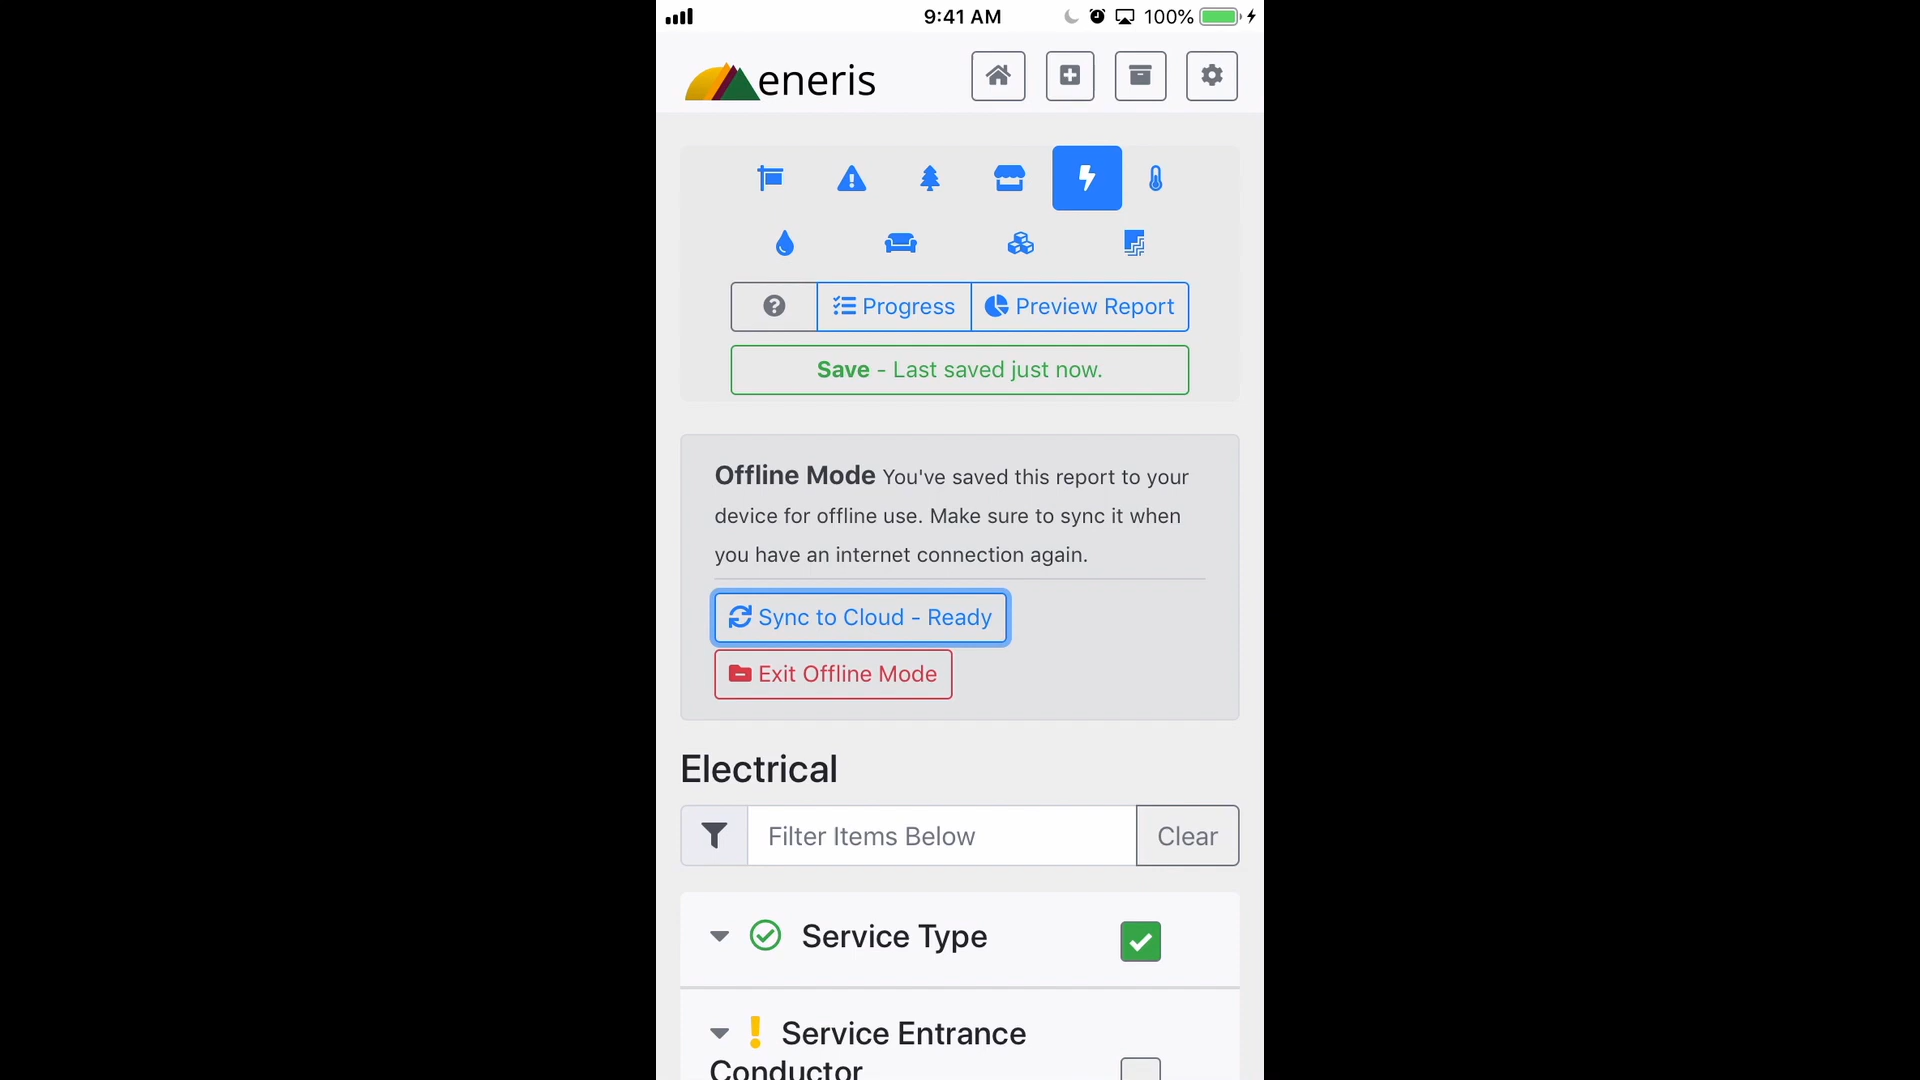 9:41 AM
100%
eneris
Progress
Preview Report
Save - Last saved just now.
Offline Mode You've saved this report to your
device for offline use. Make sure to sync it when
you have an internet connection again.
Sync to Cloud - Ready
Exit Offline Mode
Electrical
Filter Items Below
Clear
Service Type
Service Entrance
Conductor